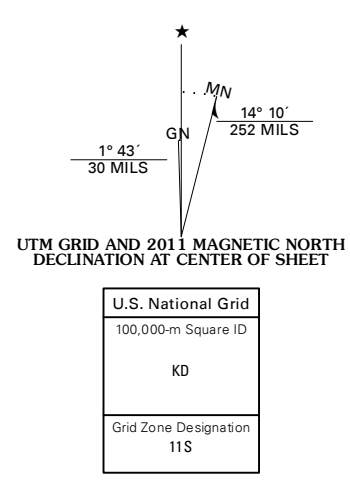 ★
MN
14° 10´
252 MILS
GN
1° 43´
30 MILS
UTM GRID AND 2011 MAGNETIC NORTH
DECLINATION AT CENTER OF SHEET
U.S. National Grid
100,000-m Square ID
KD
Grid Zone Designation
11S